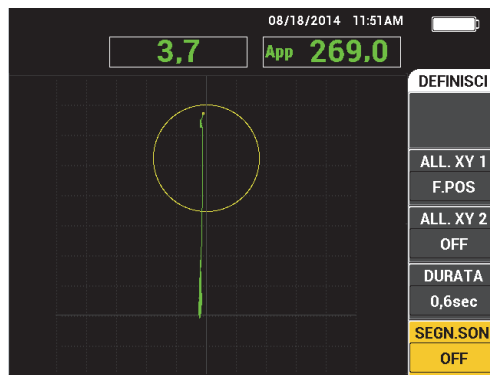 08/18/2014 11:51AM
3,7
App 269,0
DEFINISCI
ALL. XY 1
F.POS
ALL. XY 2
OFF
DURATA
0,6sec
SEGN.SON
OFF